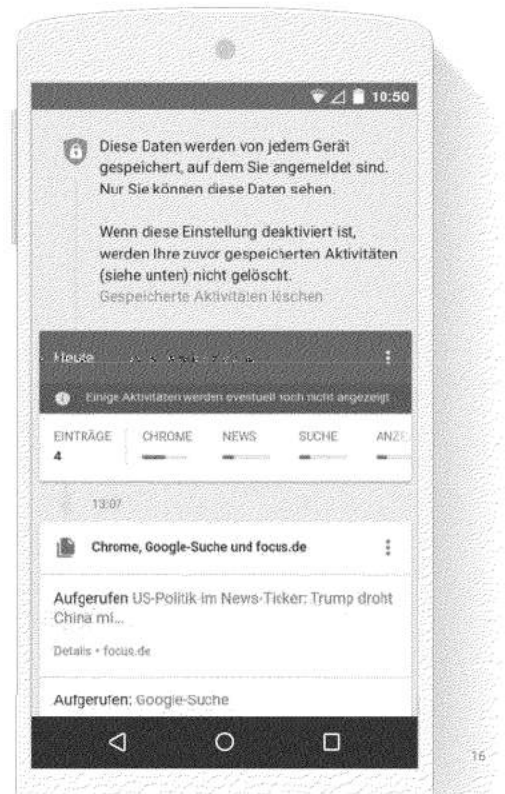 10:50
Diese Daten werden von jedem Gerät
gespeichert, auf dem Sie angemeldet sind.
Nur Sie können diese Daten sehen.
Wenn diese Einstellung deaktiviert ist,
werden Ihre zuvor gespeicherten Aktivitäten
(siehe unten) nicht gelöscht.
Gespeicherte Aktivitäten löschen
Heute
Einige Aktivitäten werden eventuell noch nicht angezeigt
EINTRÄGE CHROME NEWS SUCHE ANZE
4
13:07
Chrome, Google-Suche und focus.de
Aufgerufen US-Politik im News-Ticker: Trump droht
China mi...
Details • focus.de
Aufgerufen: Google-Suche
16